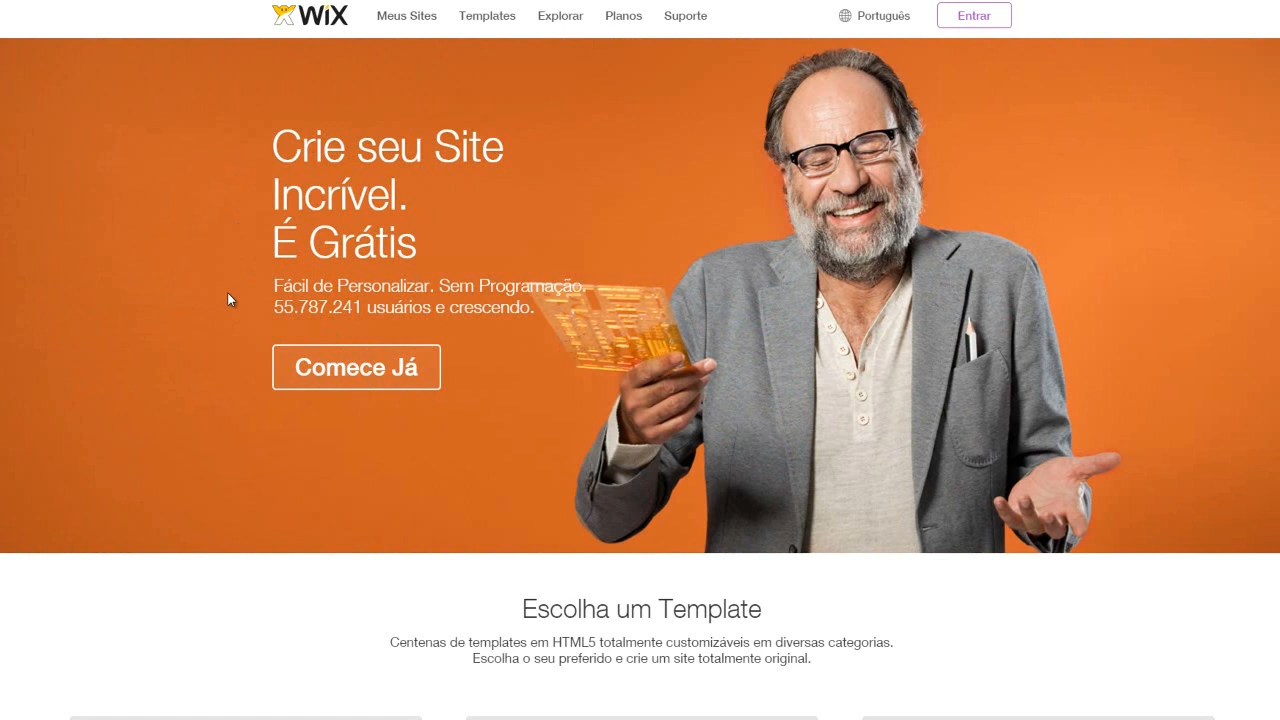 WiX
Meus Sites
Templates
Explorar
Planos
Suporte
Português
Entrar
Crie seu Site
Incrível.
É Grátis
Fácil de Personalizar. Sem Programação.
55.787.241 usuários e crescendo.
Comece Já
Escolha um Template
Centenas de templates em HTML5 totalmente customizáveis em diversas categorias.
Escolha o seu preferido e crie um site totalmente original.